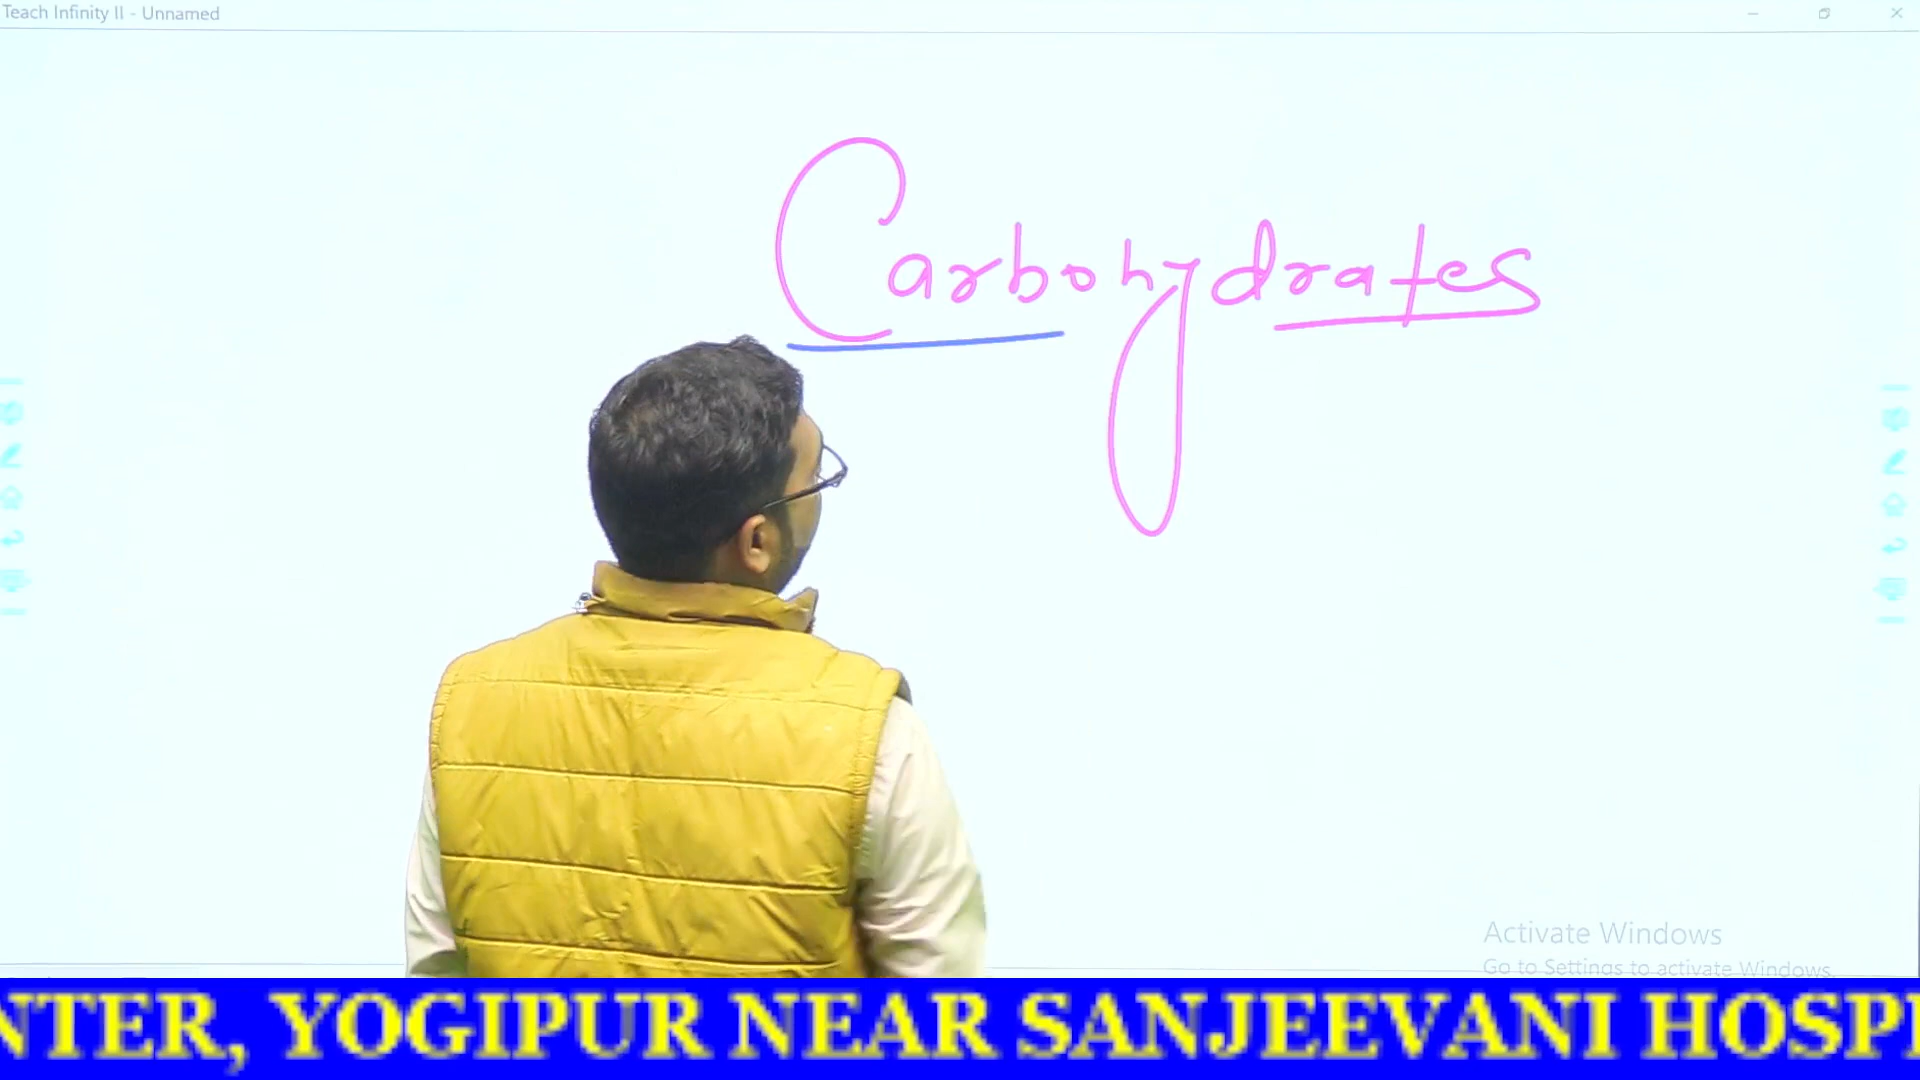 Teach Infinity II - Unnamed
Carbohydrates
Activate Windows
Go to Settings to activate Windows.
NTER, YOGIPUR NEAR SANJEEVANI HOSPI